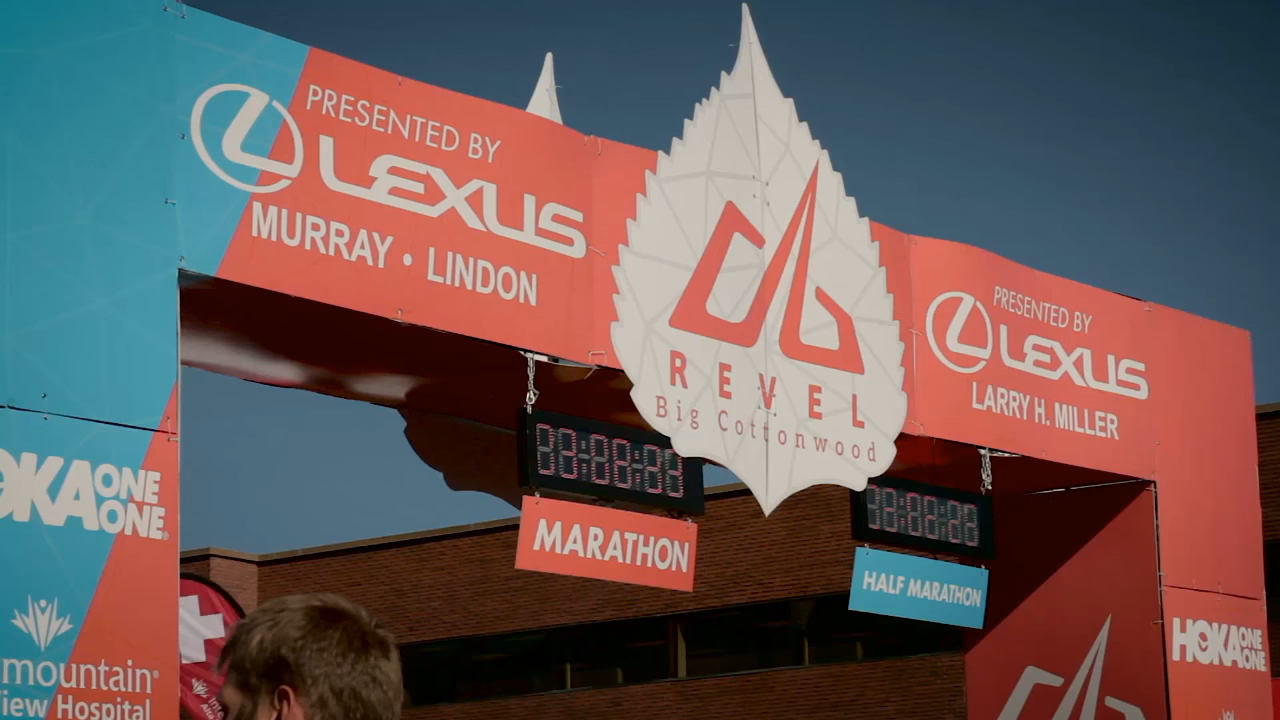 PRESENTED BY
LEXUS
MURRAY • LINDON
REVEL
Big Cottonwood
PRESENTED BY
LEXUS
LARRY H. MILLER
MARATHON
HALF MARATHON
HOKA ONE ONE
mountain
View Hospital
HOKA ONE ONE